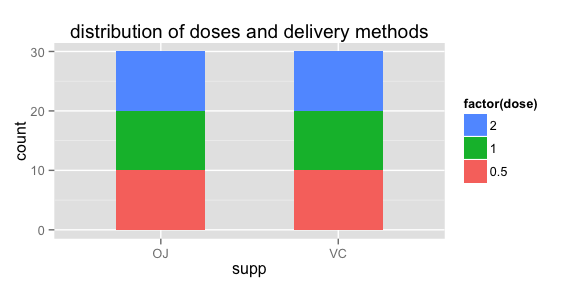 distribution of doses and delivery methods
30
20
10
0
count
OJ
VC
supp
factor(dose)
2
1
0.5